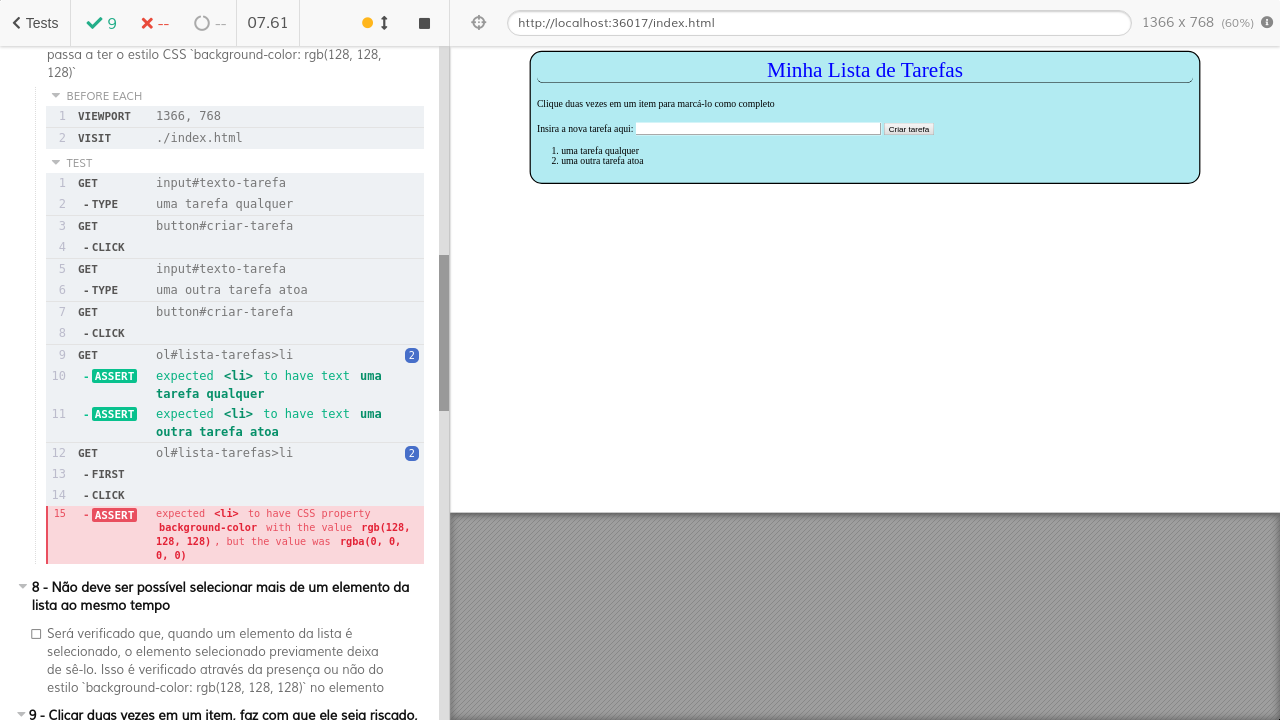 Tests 9 -- -- 07.61
http://localhost:36017/index.html 1366 x 768 (60%)
passa a ter o estilo CSS `background-color: rgb(128, 128,
128)`
BEFORE EACH
1 VIEWPORT 1366, 768
2 VISIT ./index.html
TEST
1 GET input#texto-tarefa
2 - TYPE uma tarefa qualquer
3 GET button#criar-tarefa
4 - CLICK
5 GET input#texto-tarefa
6 - TYPE uma outra tarefa atoa
7 GET button#criar-tarefa
8 - CLICK
9 GET ol#lista-tarefas>li 2
10 - ASSERT expected <li> to have text uma
tarefa qualquer
11 - ASSERT expected <li> to have text uma
outra tarefa atoa
12 GET ol#lista-tarefas>li 2
13 - FIRST
14 - CLICK
15 - ASSERT expected <li> to have CSS property
background-color with the value rgb(128,
128, 128) , but the value was rgba(0, 0,
0, 0)
8 - Não deve ser possível selecionar mais de um elemento da
lista ao mesmo tempo
Será verificado que, quando um elemento da lista é
selecionado, o elemento selecionado previamente deixa
de sê-lo. Isso é verificado através da presença ou não do
estilo `background-color: rgb(128, 128, 128)` no elemento
9 - Clicar duas vezes em um item, faz com que ele seja riscado,
Minha Lista de Tarefas
Clique duas vezes em um item para marcá-lo como completo
Insira a nova tarefa aqui: Criar tarefa
1. uma tarefa qualquer
2. uma outra tarefa atoa